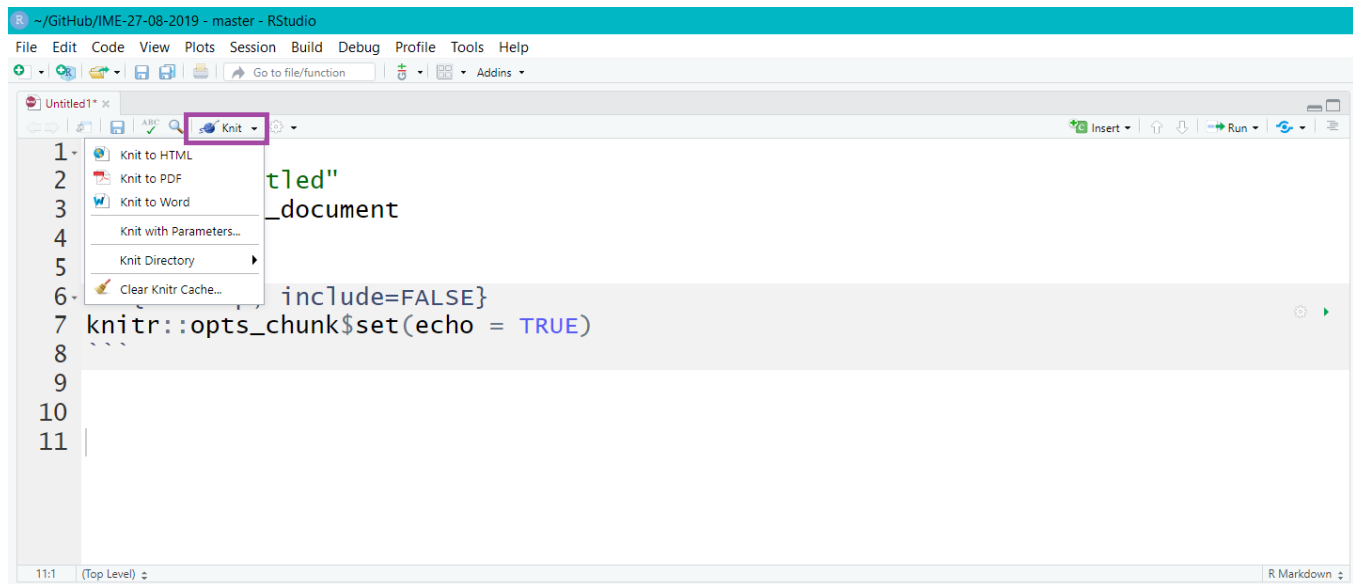 ~/GitHub/IME-27-08-2019 - master - RStudio
File Edit Code View Plots Session Build Debug Profile Tools Help
Go to file/function Addins
Untitled1*
ABC Knit Insert Run
1
2 tled"
3 _document
4
5
6 include=FALSE}
7 knitr::opts_chunk$set(echo = TRUE)
8 ```
9
10
11
Knit to HTML
Knit to PDF
Knit to Word
Knit with Parameters...
Knit Directory
Clear Knitr Cache...
11:1 (Top Level) R Markdown